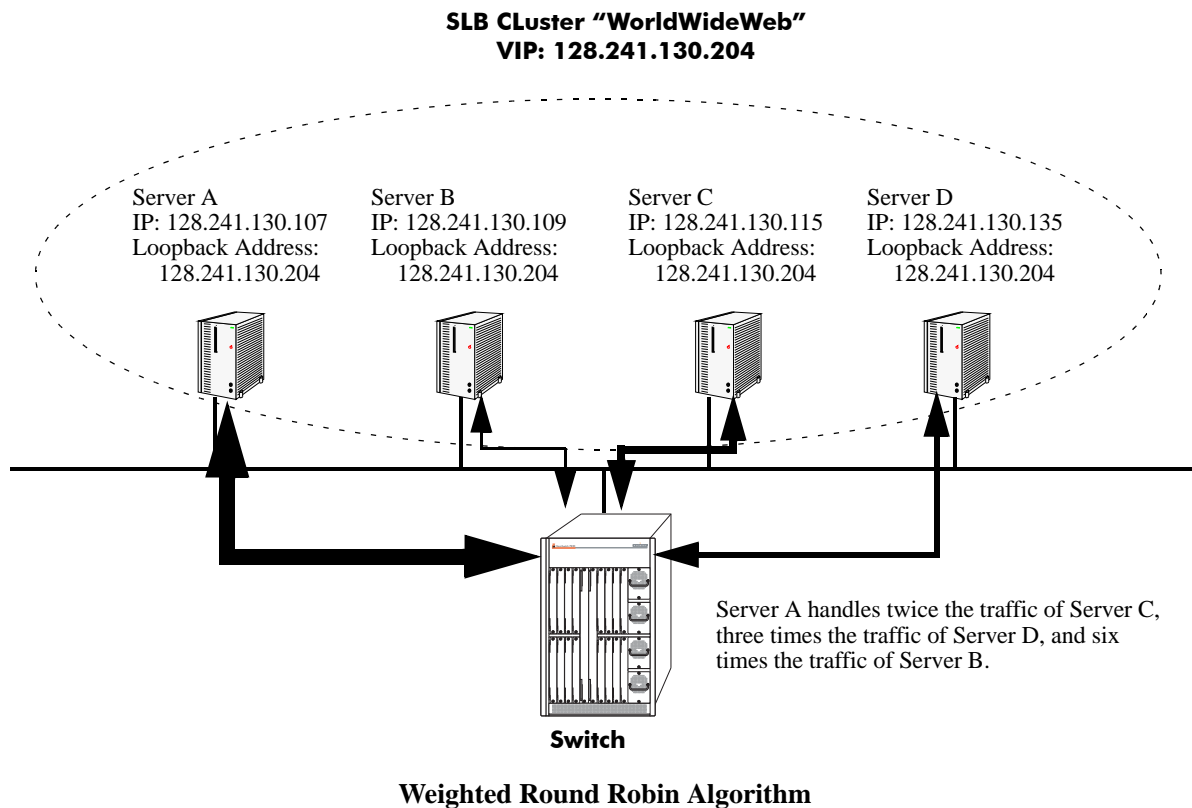 SLB CLuster “WorldWideWeb”
VIP: 128.241.130.204
Server A
IP: 128.241.130.107
Loopback Address:
128.241.130.204
Server B
IP: 128.241.130.109
Loopback Address:
128.241.130.204
Server C
IP: 128.241.130.115
Loopback Address:
128.241.130.204
Server D
IP: 128.241.130.135
Loopback Address:
128.241.130.204
Server A handles twice the traffic of Server C,
three times the traffic of Server D, and six
times the traffic of Server B.
Switch
Weighted Round Robin Algorithm